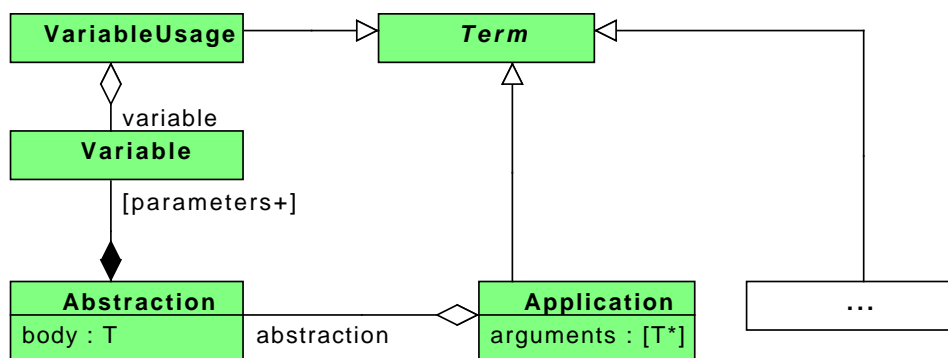 VariableUsage
Term
variable
Variable
[parameters+]
Abstraction
body : T
abstraction
Application
arguments : [T*]
...